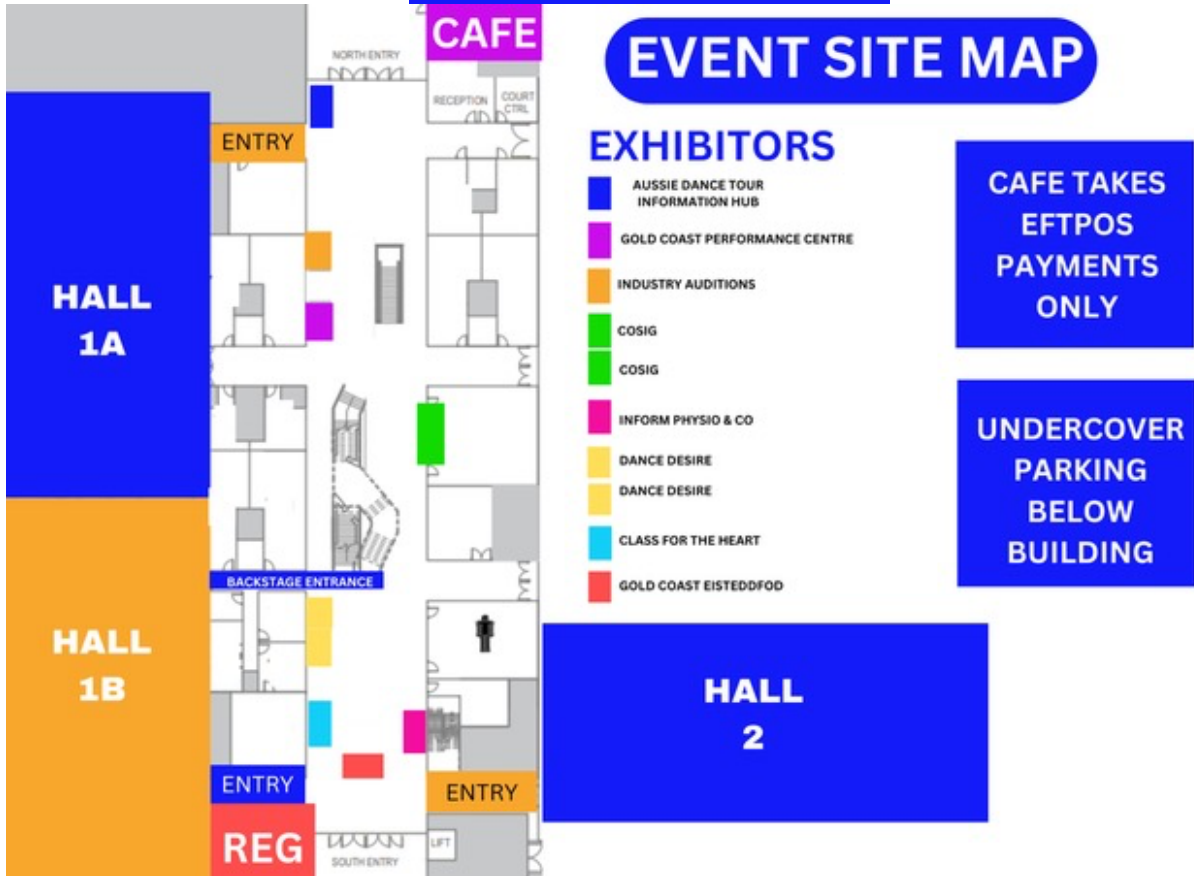 CAFE
EVENT SITE MAP
NORTH ENTRY
RECEPTION
COURT
CTRL
ENTRY
EXHIBITORS
AUSSIE DANCE TOUR
INFORMATION HUB
GOLD COAST PERFORMANCE CENTRE
INDUSTRY AUDITIONS
COSIG
COSIG
INFORM PHYSIO & CO
DANCE DESIRE
DANCE DESIRE
CLASS FOR THE HEART
GOLD COAST EISTEDDFOD
CAFE TAKES
EFTPOS
PAYMENTS
ONLY
UNDERCOVER
PARKING
BELOW
BUILDING
HALL
1A
BACKSTAGE ENTRANCE
HALL
1B
HALL
2
ENTRY
ENTRY
REG
SOUTH ENTRY
LIFT